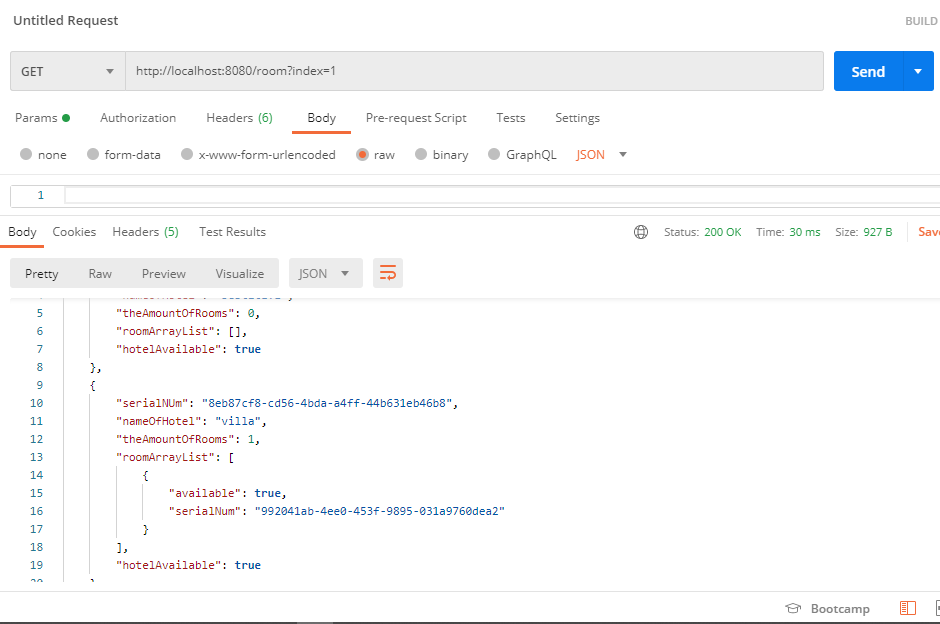 Untitled Request BUILD
GET http://localhost:8080/room?index=1 Send
Params Authorization Headers (6) Body Pre-request Script Tests Settings
none form-data x-www-form-urlencoded raw binary GraphQL JSON
1
Body Cookies Headers (5) Test Results Status: 200 OK Time: 30 ms Size: 927 B Save
Pretty Raw Preview Visualize JSON
5 "theAmountOfRooms": 0,
6 "roomArrayList": [],
7 "hotelAvailable": true
8 },
9 {
10 "serialNUm": "8eb87cf8-cd56-4bda-a4ff-44b631eb46b8",
11 "nameOfHotel": "villa",
12 "theAmountOfRooms": 1,
13 "roomArrayList": [
14 {
15 "available": true,
16 "serialNum": "992041ab-4ee0-453f-9895-031a9760dea2"
17 }
18 ],
19 "hotelAvailable": true
20
Bootcamp